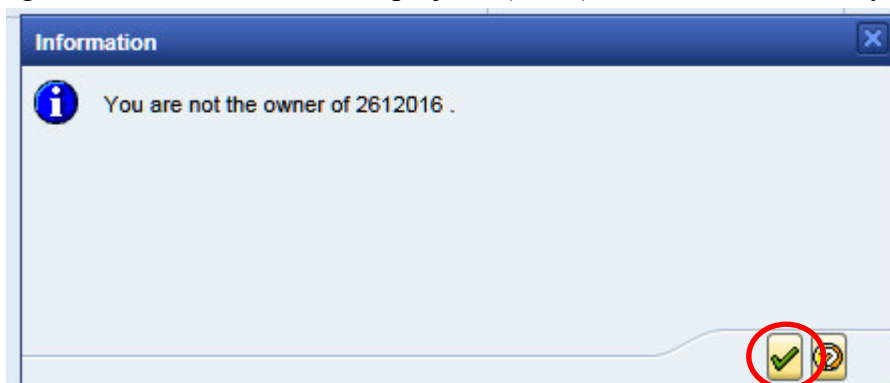 Information
You are not the owner of 2612016 .